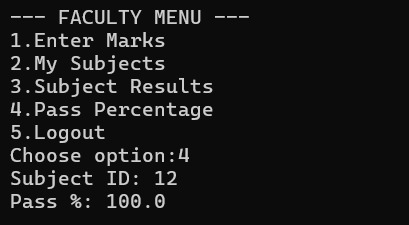 --- FACULTY MENU ---
1.Enter Marks
2.My Subjects
3.Subject Results
4.Pass Percentage
5.Logout
Choose option:4
Subject ID: 12
Pass %: 100.0